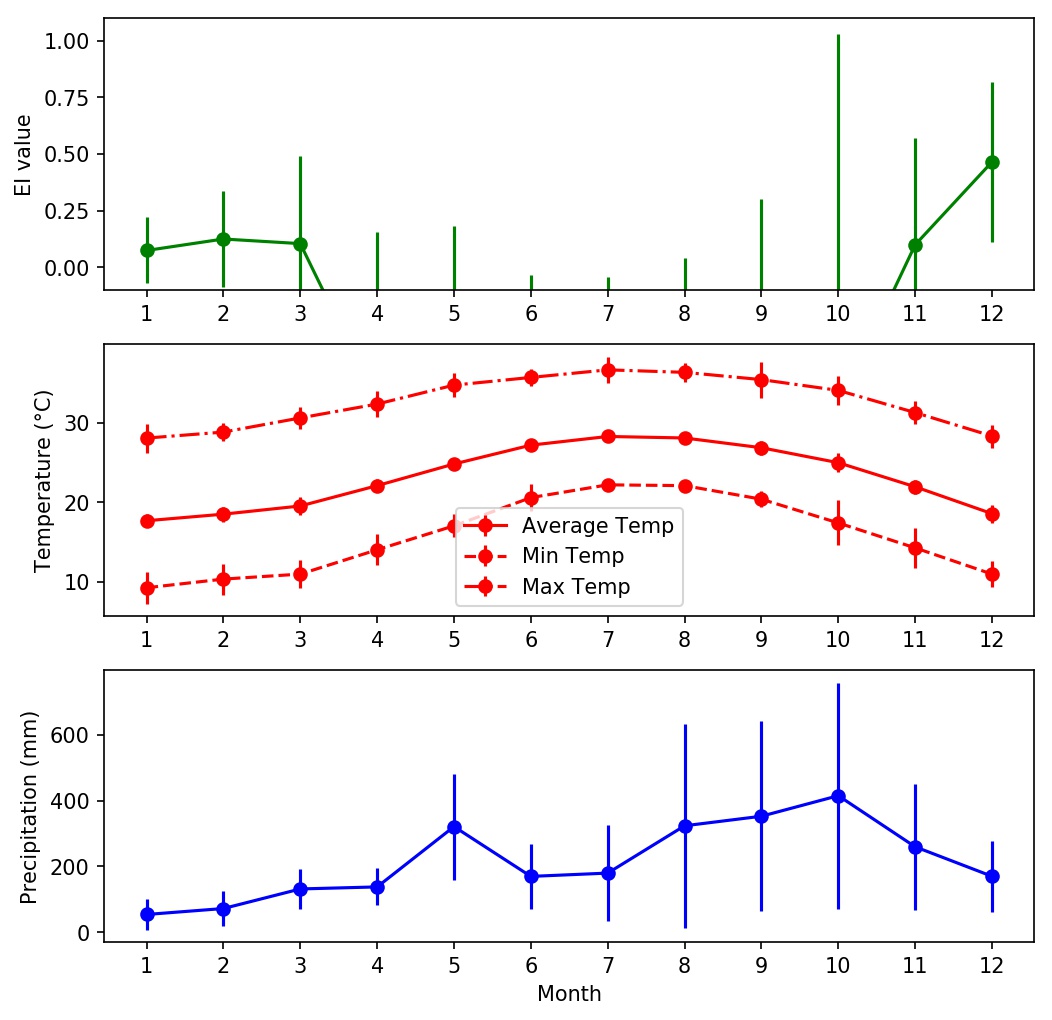 EI value
1.00
0.75
0.50
0.25
0.00
1 2 3 4 5 6 7 8 9 10 11 12
Temperature (°C)
30
20
10
Average Temp
Min Temp
Max Temp
1 2 3 4 5 6 7 8 9 10 11 12
Precipitation (mm)
600
400
200
0
1 2 3 4 5 6 7 8 9 10 11 12
Month